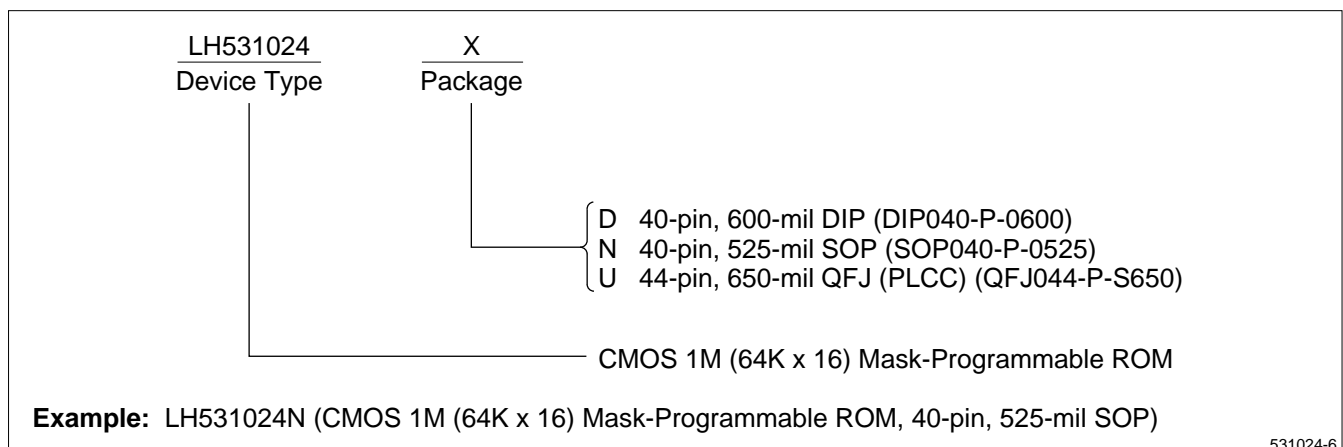 LH531024 X
Device Type Package
D 40-pin, 600-mil DIP (DIP040-P-0600)
N 40-pin, 525-mil SOP (SOP040-P-0525)
U 44-pin, 650-mil QFJ (PLCC) (QFJ044-P-S650)
CMOS 1M (64K x 16) Mask-Programmable ROM
Example: LH531024N (CMOS 1M (64K x 16) Mask-Programmable ROM, 40-pin, 525-mil SOP)
531024-6